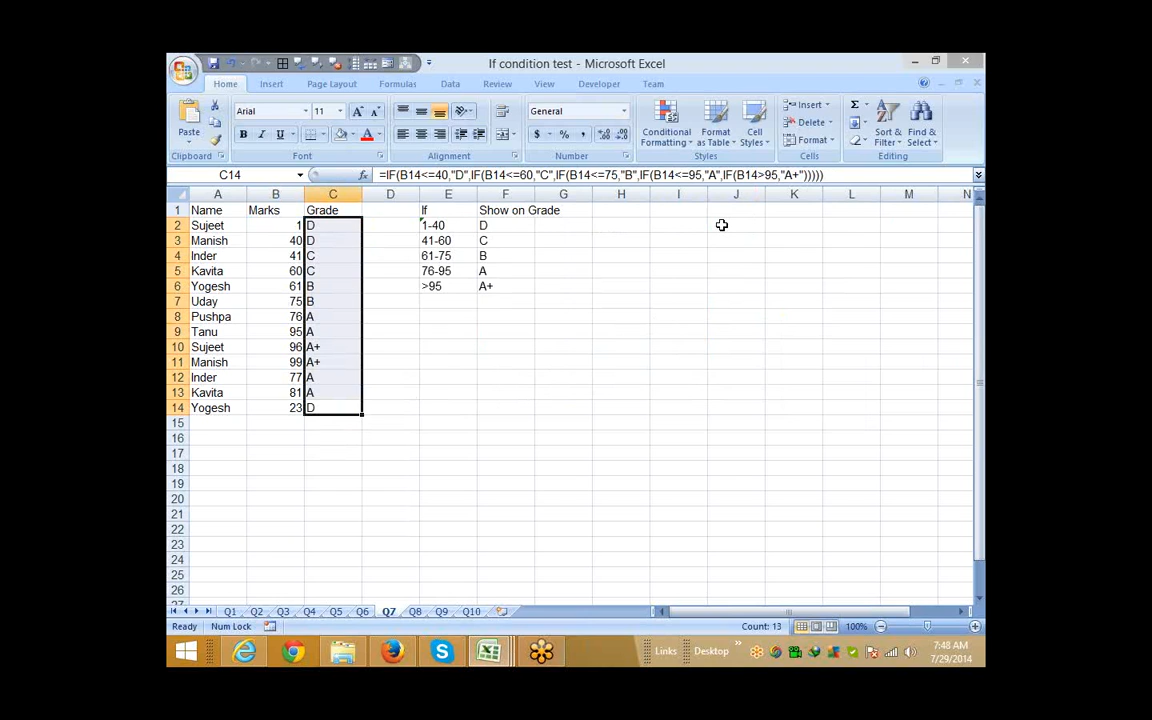 If condition test - Microsoft Excel
Home Insert Page Layout Formulas Data Review View Developer Team
Paste
Arial 11
General
Conditional Formatting
Format as Table
Cell Styles
Insert
Delete
Format
Sort & Filter
Find & Select
Clipboard Font Alignment Number Styles Cells Editing
C14 fx =IF(B14<=40,"D",IF(B14<=60,"C",IF(B14<=75,"B",IF(B14<=95,"A",IF(B14>95,"A+")))))
A B C D E F G H I J K L M N
1 Name Marks Grade If Show on Grade
2 Sujeet 1 D 1-40 D
3 Manish 40 D 41-60 C
4 Inder 41 C 61-75 B
5 Kavita 60 C 76-95 A
6 Yogesh 61 B >95 A+
7 Uday 75 B
8 Pushpa 76 A
9 Tanu 95 A
10 Sujeet 96 A+
11 Manish 99 A+
12 Inder 77 A
13 Kavita 81 A
14 Yogesh 23 D
15
16
17
18
19
20
21
22
23
24
25
26
27
Q1 Q2 Q3 Q4 Q5 Q6 Q7 Q8 Q9 Q10
Ready Num Lock Count: 13 100%
Links Desktop 7:48 AM
7/29/2014